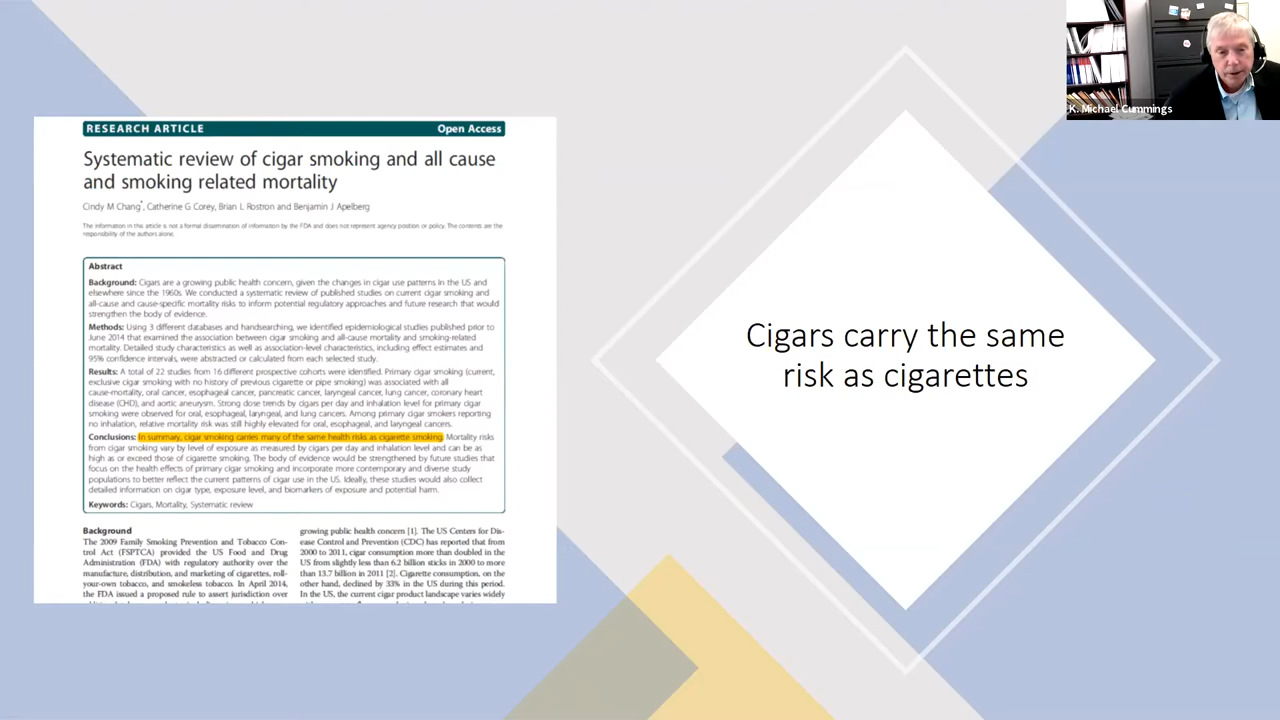 RESEARCH ARTICLE Open Access
Systematic review of cigar smoking and all cause
and smoking related mortality
Cindy M Chang*, Catherine G Corey, Brian L Rostron and Benjamin J Apelberg
The information in this article is not a formal dissemination of information by the FDA and does not represent agency position or policy. The contents are the
responsibility of the authors alone.
Abstract
Background: Cigars are a growing public health concern, given the changes in cigar use patterns in the US and
elsewhere since the 1960s. We conducted a systematic review of published studies on current cigar smoking and
all-cause and cause-specific mortality risks to inform potential regulatory approaches and future research that would
strengthen the body of evidence.
Methods: Using 3 different databases and handsearching, we identified epidemiological studies published prior to
June 2014 that examined the association between cigar smoking and all-cause mortality and smoking-related
mortality. Detailed study characteristics as well as association-level characteristics, including effect estimates and
95% confidence intervals, were abstracted or calculated from each selected study.
Results: A total of 22 studies from 16 different prospective cohorts were identified. Primary cigar smoking (current,
exclusive cigar smoking with no history of previous cigarette or pipe smoking) was associated with all
cause-mortality, oral cancer, esophageal cancer, pancreatic cancer, laryngeal cancer, lung cancer, coronary heart
disease (CHD), and aortic aneurysm. Strong dose trends by cigars per day and inhalation level for primary cigar
smoking were observed for oral, esophageal, laryngeal, and lung cancers. Among primary cigar smokers reporting
no inhalation, relative mortality risk was still highly elevated for oral, esophageal, and laryngeal cancers.
Conclusions: In summary, cigar smoking carries many of the same health risks as cigarette smoking. Mortality risks
from cigar smoking vary by level of exposure as measured by cigars per day and inhalation level and can be as
high as or exceed those of cigarette smoking. The body of evidence would be strengthened by future studies that
focus on the health effects of primary cigar smoking and incorporate more contemporary and diverse study
populations to better reflect the current patterns of cigar use in the US. Ideally, these studies would also collect
detailed information on cigar type, exposure level, and biomarkers of exposure and potential harm.
Keywords: Cigars, Mortality, Systematic review
Background
The 2009 Family Smoking Prevention and Tobacco Con-
trol Act (FSPTCA) provided the US Food and Drug
Administration (FDA) with regulatory authority over the
manufacture, distribution, and marketing of cigarettes, roll-
your-own tobacco, and smokeless tobacco. In April 2014,
the FDA issued a proposed rule to assert jurisdiction over
growing public health concern [1]. The US Centers for Dis-
ease Control and Prevention (CDC) has reported that from
2000 to 2011, cigar consumption more than doubled in the
US from slightly less than 6.2 billion sticks in 2000 to more
than 13.7 billion in 2011 [2]. Cigarette consumption, on the
other hand, declined by 33% in the US during this period.
In the US, the current cigar product landscape varies widely
Cigars carry the same
risk as cigarettes
K. Michael Cummings